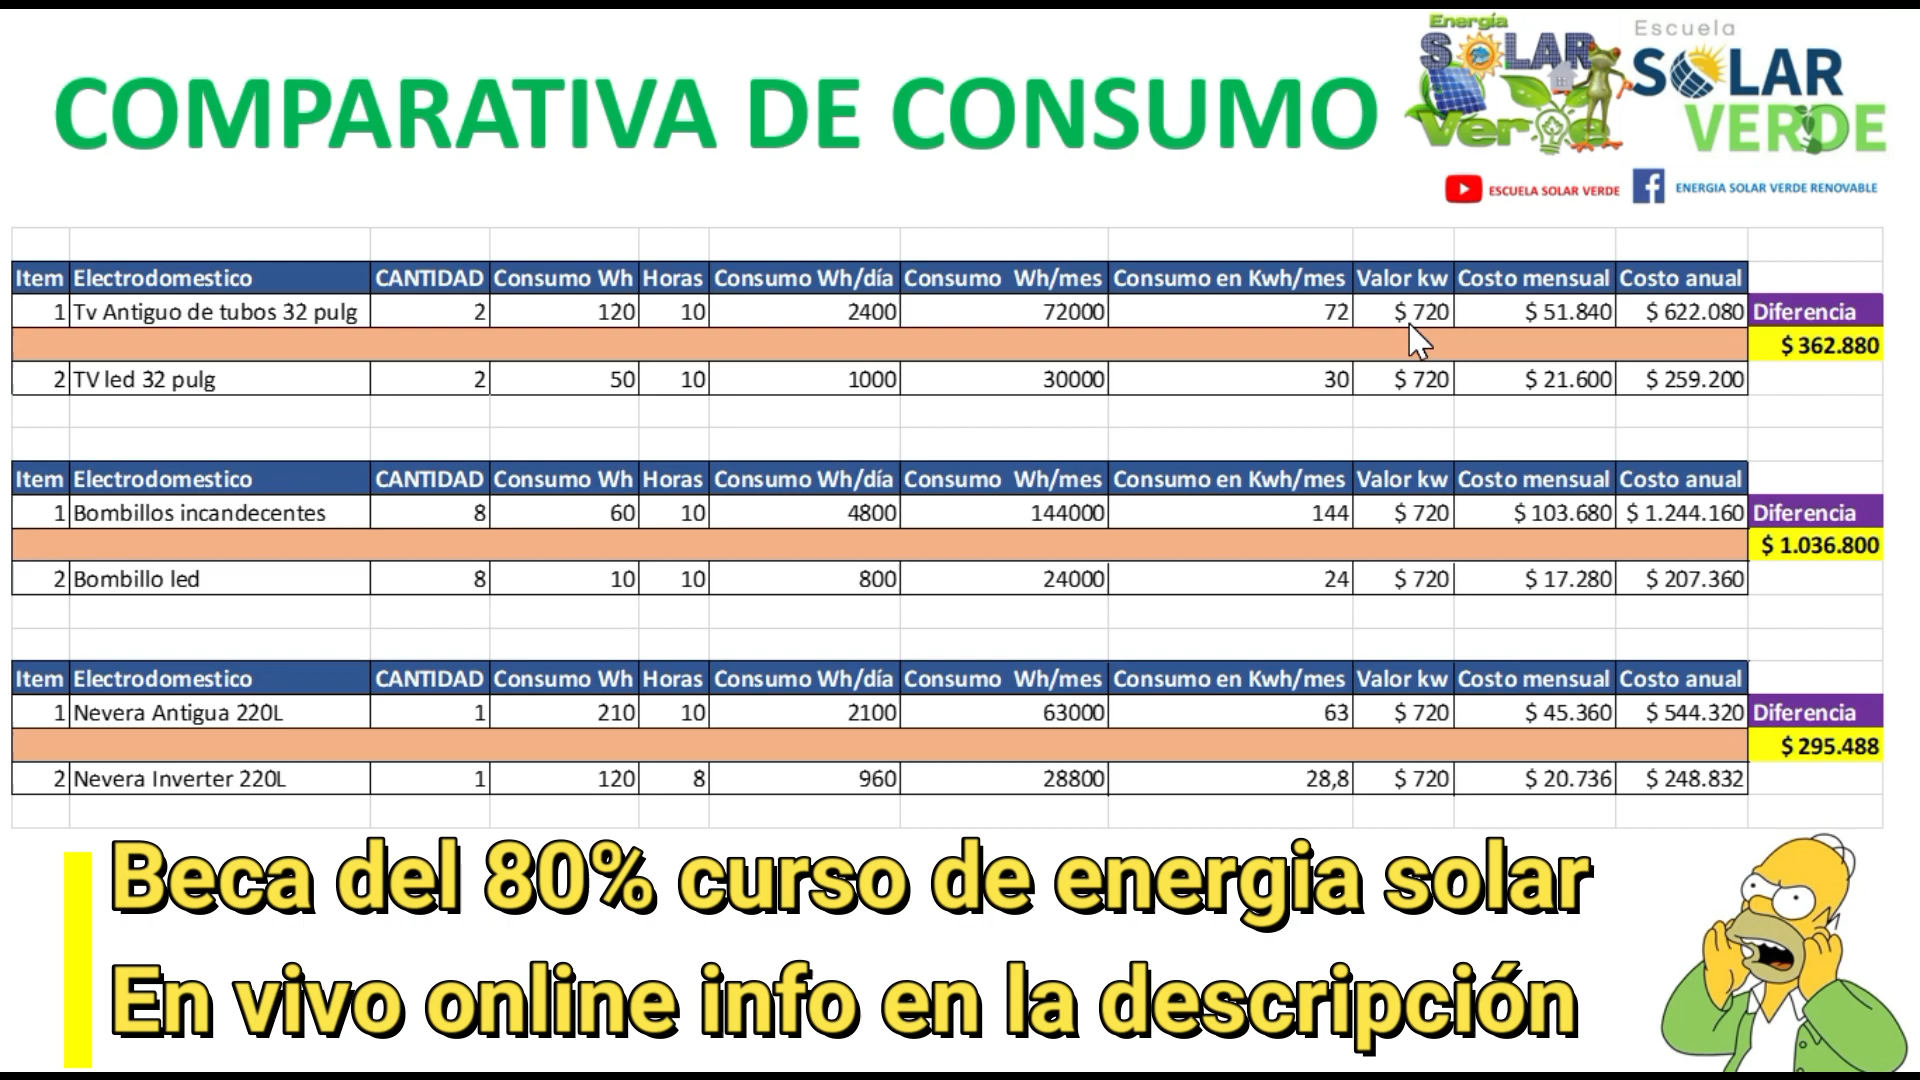 Energía
SOLAR
Verde
Escuela
SOLAR
VERDE
COMPARATIVA DE CONSUMO
ESCUELA SOLAR VERDE
ENERGIA SOLAR VERDE RENOVABLE
Item Electrodomestico CANTIDAD Consumo Wh Horas Consumo Wh/día Consumo Wh/mes Consumo en Kwh/mes Valor kw Costo mensual Costo anual
1 Tv Antiguo de tubos 32 pulg 2 120 10 2400 72000 72 $ 720 $ 51.840 $ 622.080 Diferencia
$ 362.880
2 TV led 32 pulg 2 50 10 1000 30000 30 $ 720 $ 21.600 $ 259.200
Item Electrodomestico CANTIDAD Consumo Wh Horas Consumo Wh/día Consumo Wh/mes Consumo en Kwh/mes Valor kw Costo mensual Costo anual
1 Bombillos incandecentes 8 60 10 4800 144000 144 $ 720 $ 103.680 $ 1.244.160 Diferencia
$ 1.036.800
2 Bombillo led 8 10 10 800 24000 24 $ 720 $ 17.280 $ 207.360
Item Electrodomestico CANTIDAD Consumo Wh Horas Consumo Wh/día Consumo Wh/mes Consumo en Kwh/mes Valor kw Costo mensual Costo anual
1 Nevera Antigua 220L 1 210 10 2100 63000 63 $ 720 $ 45.360 $ 544.320 Diferencia
$ 295.488
2 Nevera Inverter 220L 1 120 8 960 28800 28,8 $ 720 $ 20.736 $ 248.832
Beca del 80% curso de energia solar
En vivo online info en la descripción